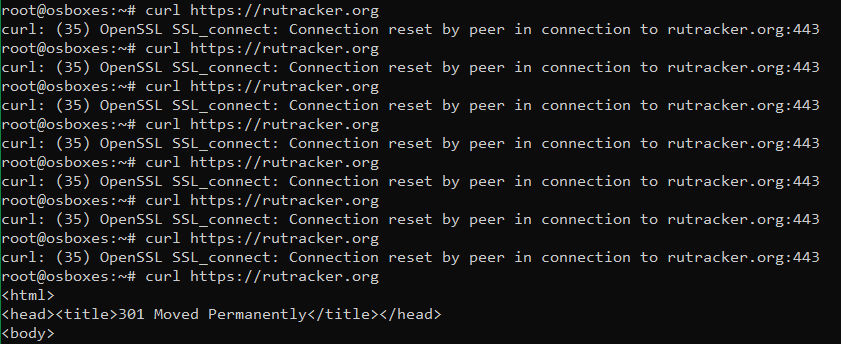 root@osboxes:~# curl https://rutracker.org
curl: (35) OpenSSL SSL_connect: Connection reset by peer in connection to rutracker.org:443
root@osboxes:~# curl https://rutracker.org
curl: (35) OpenSSL SSL_connect: Connection reset by peer in connection to rutracker.org:443
root@osboxes:~# curl https://rutracker.org
curl: (35) OpenSSL SSL_connect: Connection reset by peer in connection to rutracker.org:443
root@osboxes:~# curl https://rutracker.org
curl: (35) OpenSSL SSL_connect: Connection reset by peer in connection to rutracker.org:443
root@osboxes:~# curl https://rutracker.org
curl: (35) OpenSSL SSL_connect: Connection reset by peer in connection to rutracker.org:443
root@osboxes:~# curl https://rutracker.org
curl: (35) OpenSSL SSL_connect: Connection reset by peer in connection to rutracker.org:443
root@osboxes:~# curl https://rutracker.org
curl: (35) OpenSSL SSL_connect: Connection reset by peer in connection to rutracker.org:443
root@osboxes:~# curl https://rutracker.org
<html>
<head><title>301 Moved Permanently</title></head>
<body>